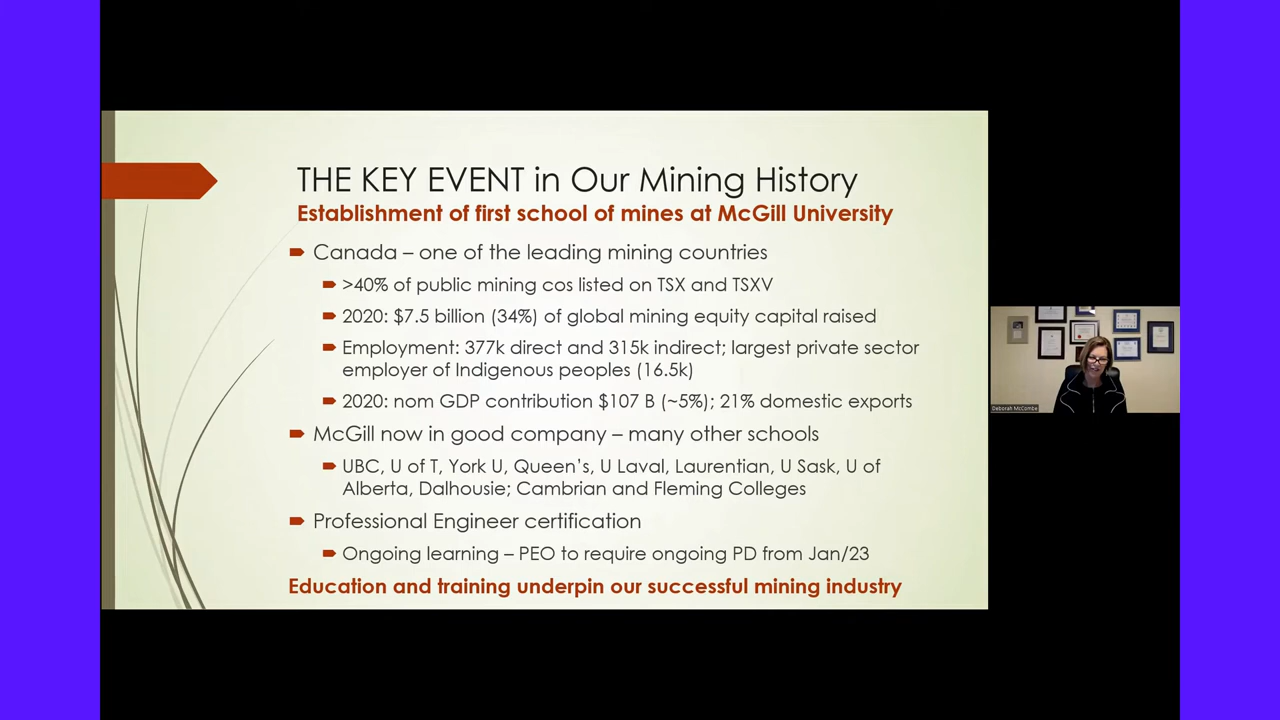 THE KEY EVENT in Our Mining History
Establishment of first school of mines at McGill University
Canada – one of the leading mining countries
>40% of public mining cos listed on TSX and TSXV
2020: $7.5 billion (34%) of global mining equity capital raised
Employment: 377k direct and 315k indirect; largest private sector
employer of Indigenous peoples (16.5k)
2020: nom GDP contribution $107 B (~5%); 21% domestic exports
McGill now in good company – many other schools
UBC, U of T, York U, Queen's, U Laval, Laurentian, U Sask, U of
Alberta, Dalhousie; Cambrian and Fleming Colleges
Professional Engineer certification
Ongoing learning – PEO to require ongoing PD from Jan/23
Education and training underpin our successful mining industry
Deborah McCombe